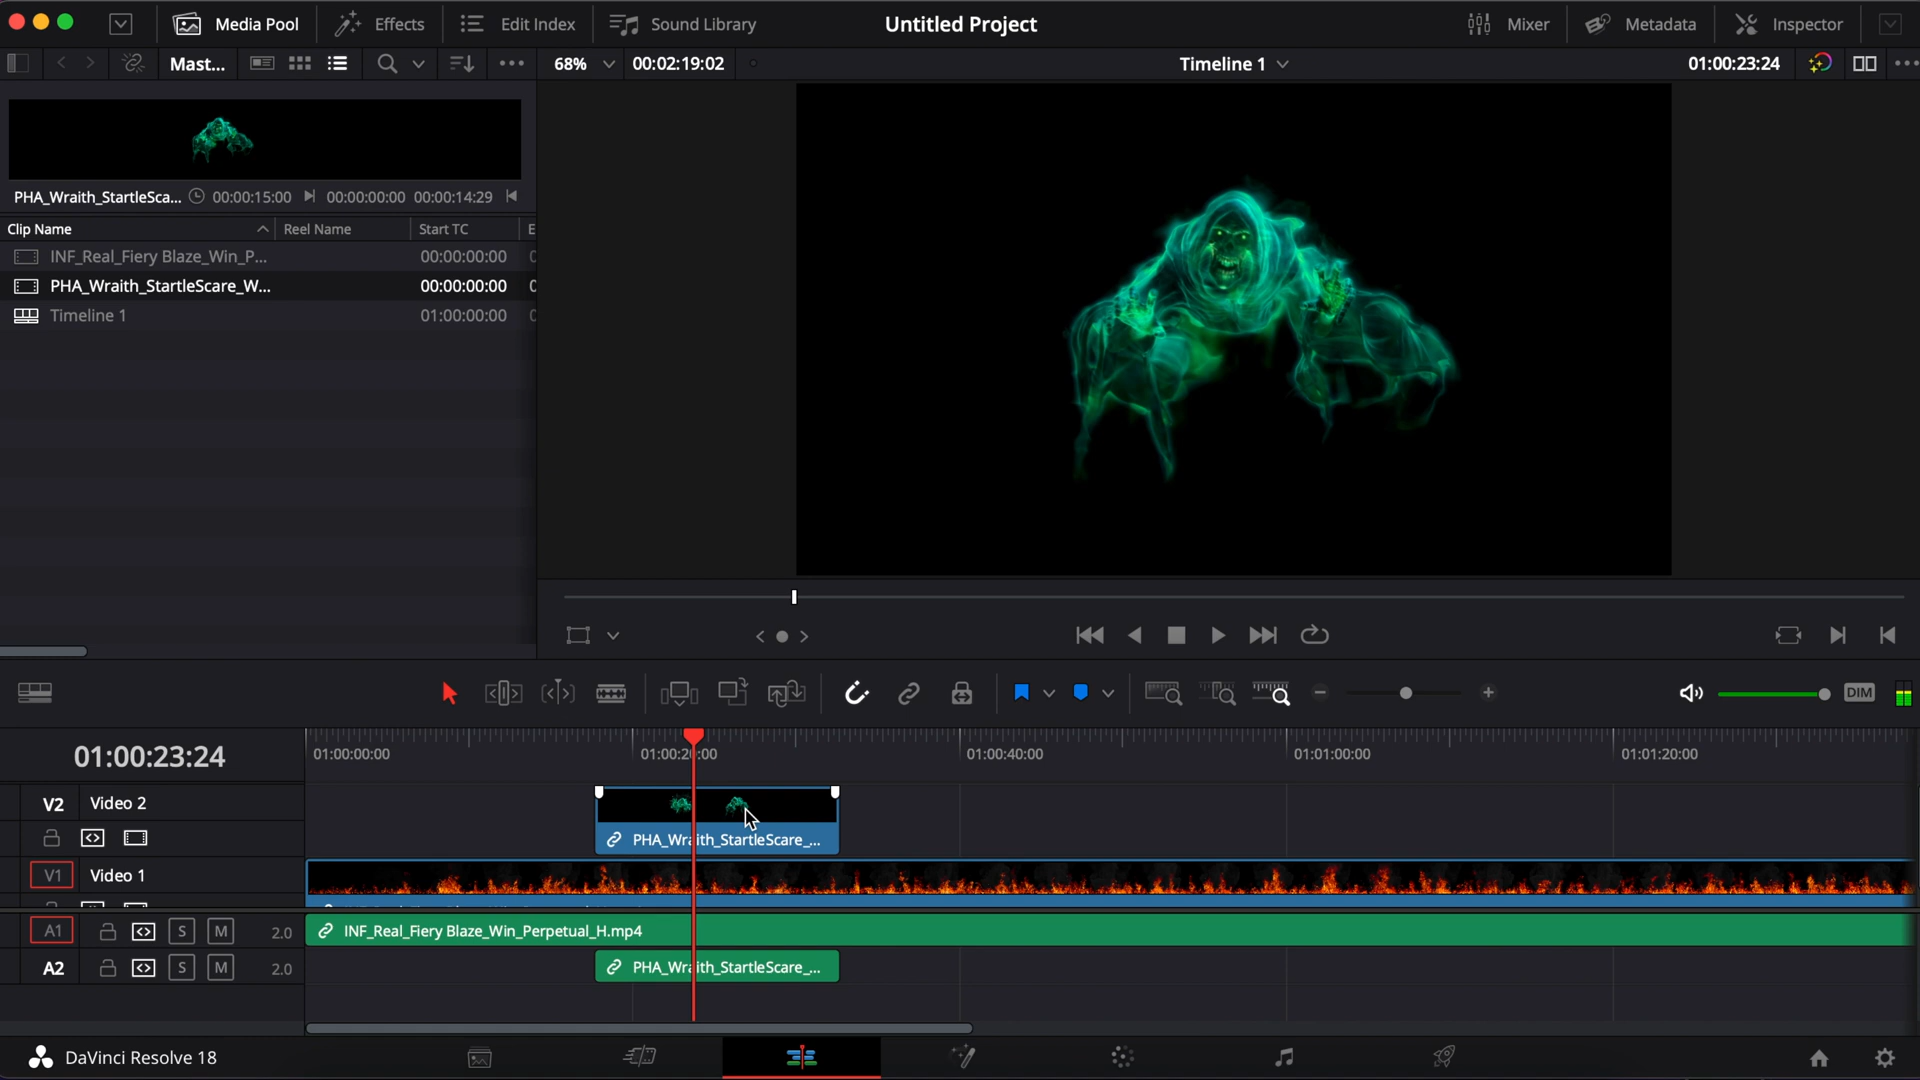 Media Pool Effects Edit Index Sound Library Untitled Project Mixer Metadata Inspector
Mast... 68% 00:02:19:02 Timeline 1 01:00:23:24
PHA_Wraith_StartleSca... 00:00:15:00 00:00:00:00 00:00:14:29
Clip Name Reel Name Start TC E
INF_Real_Fiery Blaze_Win_P... 00:00:00:00
PHA_Wraith_StartleScare_W... 00:00:00:00
Timeline 1 01:00:00:00
DIM
01:00:23:24
01:00:00:00 01:00:20:00 01:00:40:00 01:01:00:00 01:01:20:00
V2 Video 2
PHA_Wraith_StartleScare_...
V1 Video 1
A1 S M 2.0 INF_Real_Fiery Blaze_Win_Perpetual_H.mp4
A2 S M 2.0 PHA_Wraith_StartleScare_...
DaVinci Resolve 18